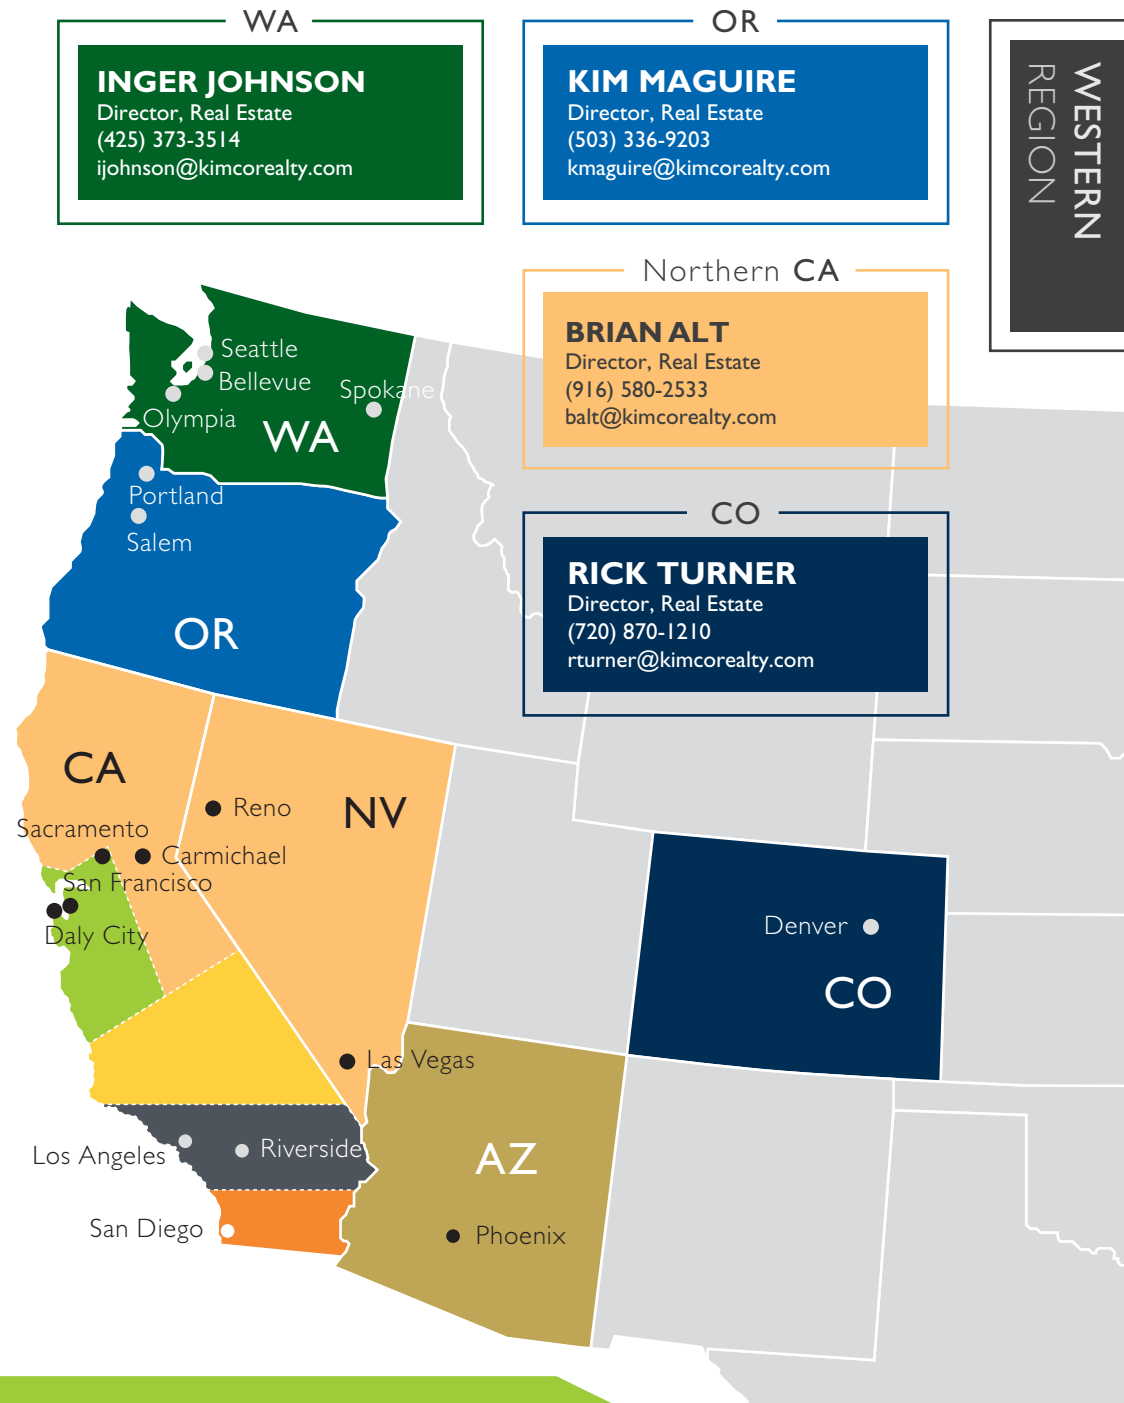 WA
INGER JOHNSON
Director, Real Estate
(425) 373-3514
ijohnson@kimcorealty.com
OR
KIM MAGUIRE
Director, Real Estate
(503) 336-9203
kmaguire@kimcorealty.com
WESTERN
REGION
Northern CA
BRIAN ALT
Director, Real Estate
(916) 580-2533
balt@kimcorealty.com
CO
RICK TURNER
Director, Real Estate
(720) 870-1210
rturner@kimcorealty.com
Seattle
Bellevue
Spokane
Olympia
WA
Portland
Salem
OR
CA
Reno
NV
Sacramento
Carmichael
San Francisco
Daly City
Denver
CO
Las Vegas
Los Angeles
Riverside
AZ
San Diego
Phoenix